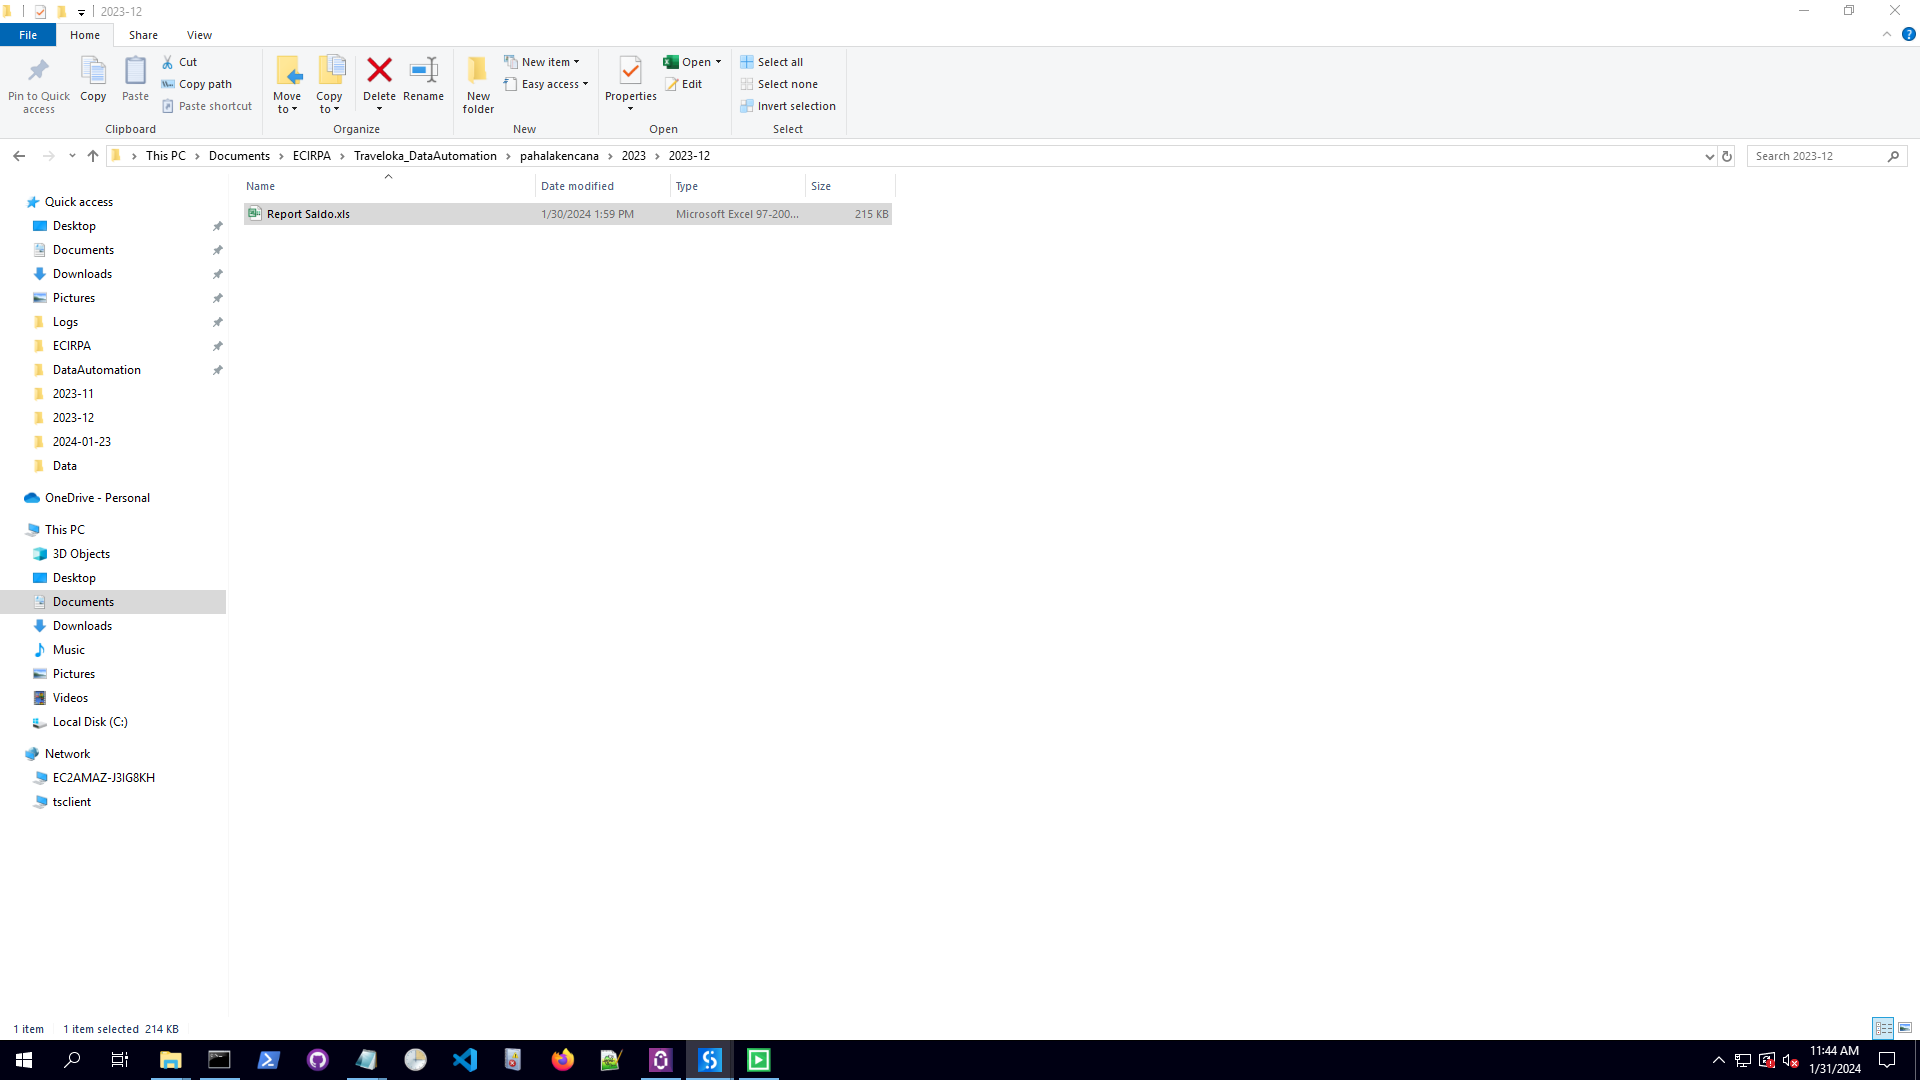 2023-12
File Home Share View
Pin to Quick access
Copy
Paste
Cut
Copy path
Paste shortcut
Clipboard
Move to
Copy to
Delete
Rename
Organize
New folder
New item
Easy access
New
Properties
Open
Edit
Open
Select all
Select none
Invert selection
Select
This PC Documents ECIRPA Traveloka_DataAutomation pahalakencana 2023 2023-12
Search 2023-12
Name Date modified Type Size
Report Saldo.xls 1/30/2024 1:59 PM Microsoft Excel 97-200... 215 KB
Quick access
Desktop
Documents
Downloads
Pictures
Logs
ECIRPA
DataAutomation
2023-11
2023-12
2024-01-23
Data
OneDrive - Personal
This PC
3D Objects
Desktop
Documents
Downloads
Music
Pictures
Videos
Local Disk (C:)
Network
EC2AMAZ-J3IG8KH
tsclient
1 item 1 item selected 214 KB
11:44 AM
1/31/2024